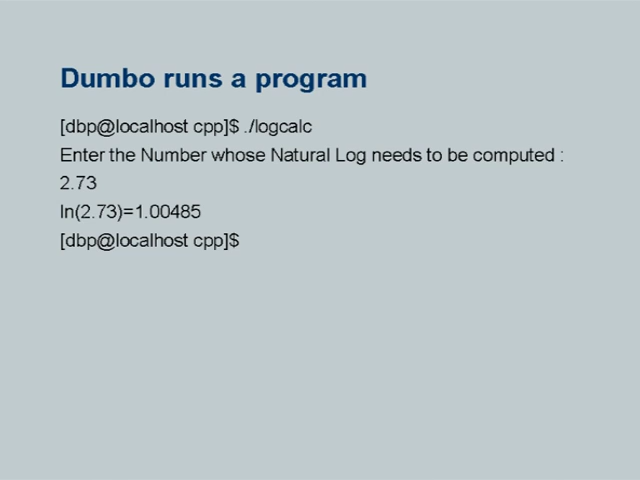 Dumbo runs a program
[dbp@localhost cpp]$ ./logcalc
Enter the Number whose Natural Log needs to be computed :
2.73
ln(2.73)=1.00485
[dbp@localhost cpp]$